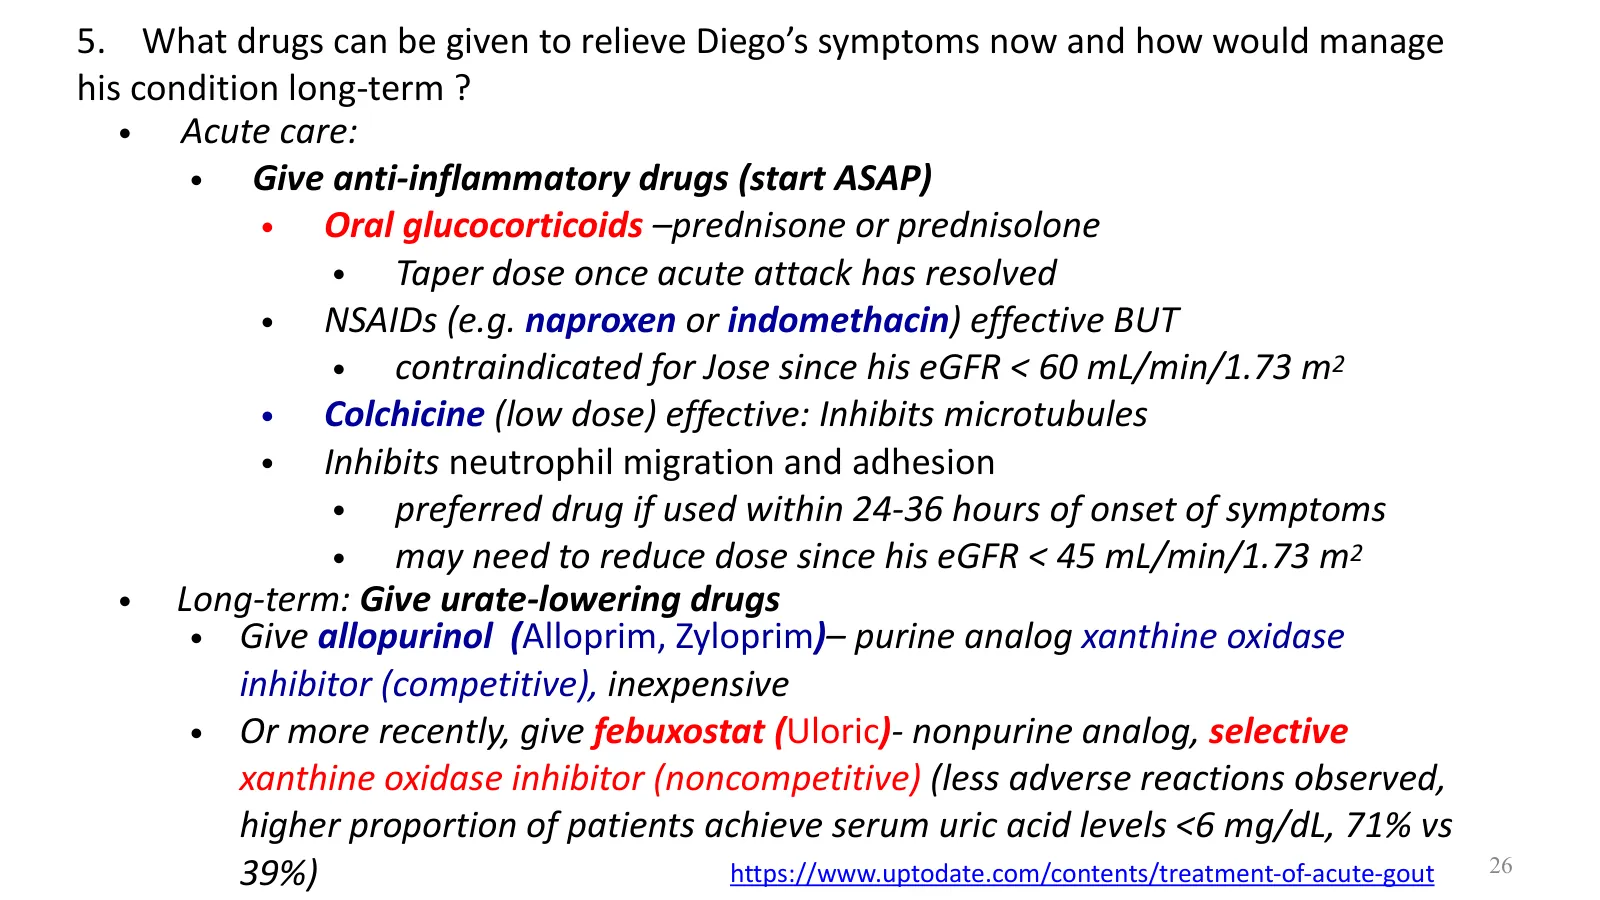 5. What drugs can be given to relieve Diego’s symptoms now and how would manage
his condition long-term ?
• Acute care:
• Give anti-inflammatory drugs (start ASAP)
• Oral glucocorticoids –prednisone or prednisolone
• Taper dose once acute attack has resolved
• NSAIDs (e.g. naproxen or indomethacin) effective BUT
• contraindicated for Jose since his eGFR < 60 mL/min/1.73 m2
• Colchicine (low dose) effective: Inhibits microtubules
• Inhibits neutrophil migration and adhesion
• preferred drug if used within 24-36 hours of onset of symptoms
• may need to reduce dose since his eGFR < 45 mL/min/1.73 m2
• Long-term: Give urate-lowering drugs
• Give allopurinol (Alloprim, Zyloprim)– purine analog xanthine oxidase
inhibitor (competitive), inexpensive
• Or more recently, give febuxostat (Uloric)- nonpurine analog, selective
xanthine oxidase inhibitor (noncompetitive) (less adverse reactions observed,
higher proportion of patients achieve serum uric acid levels <6 mg/dL, 71% vs
39%)
https://www.uptodate.com/contents/treatment-of-acute-gout
26